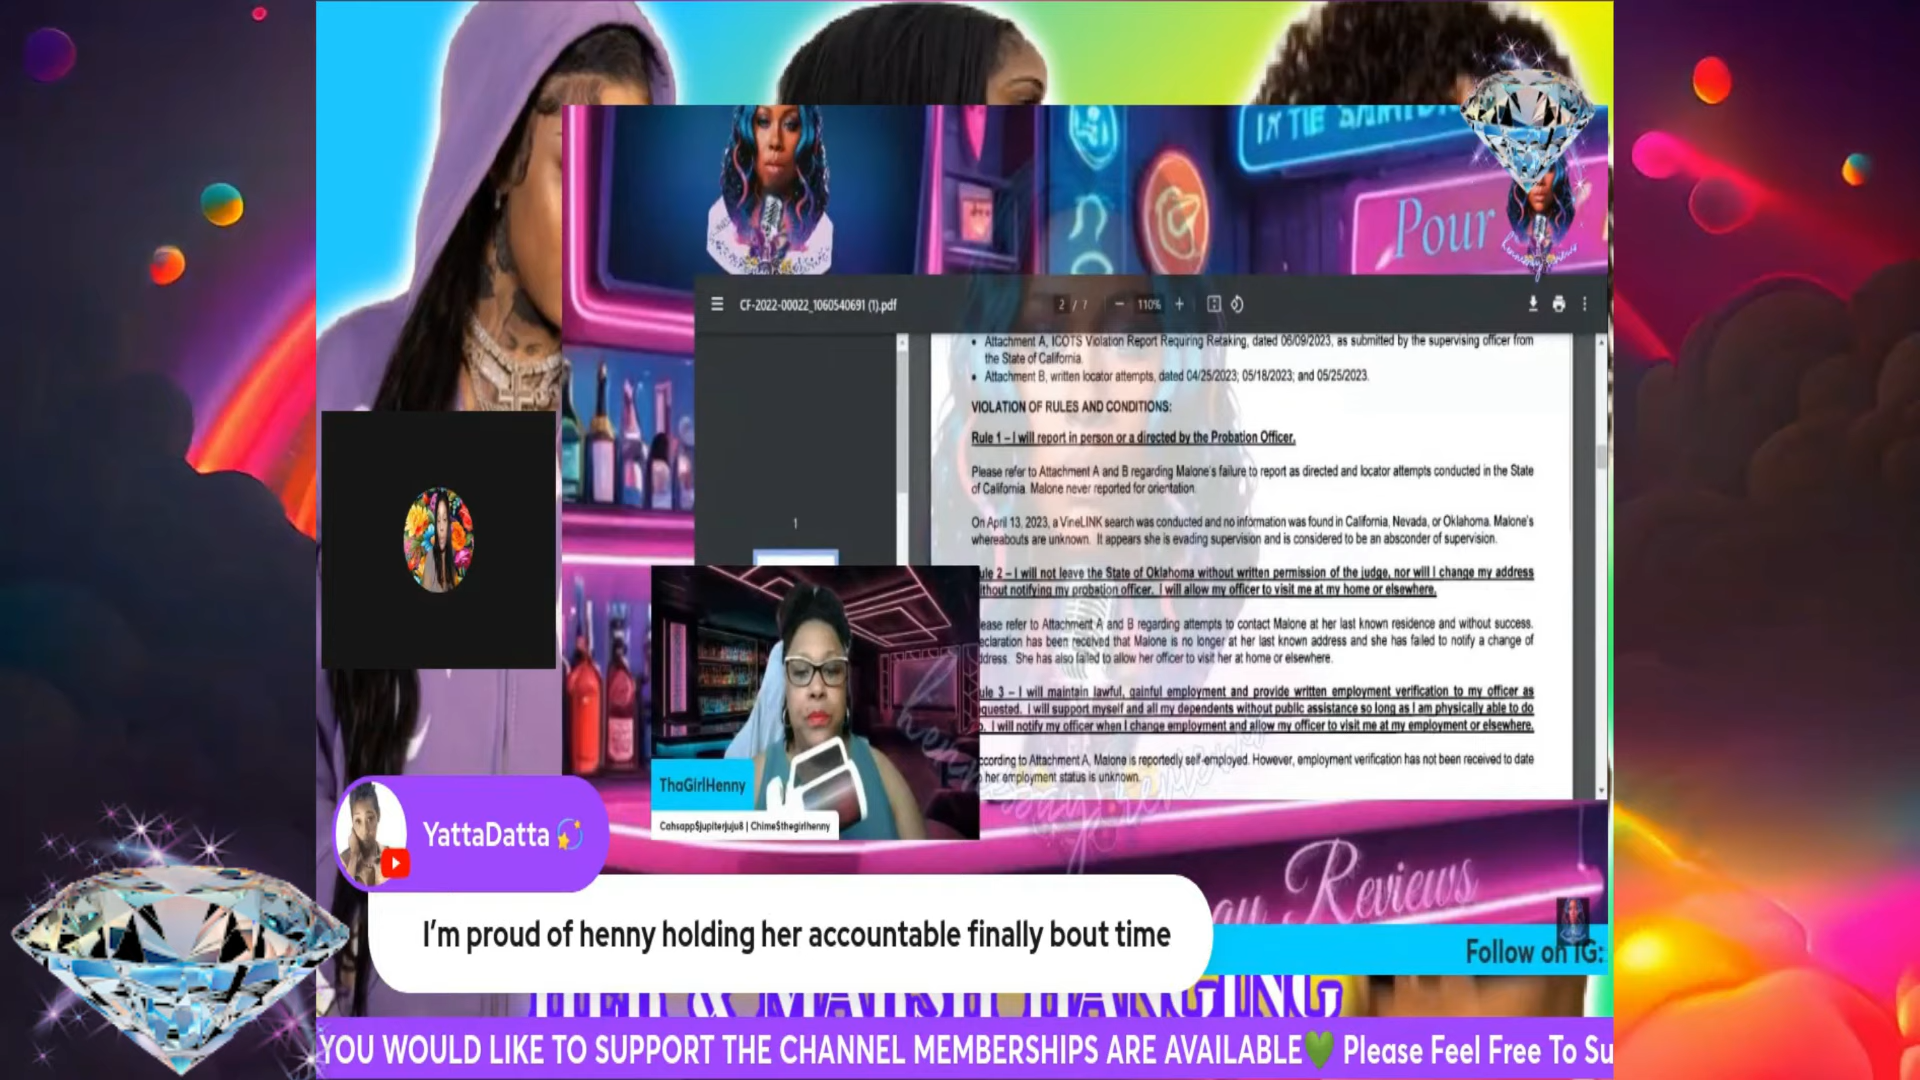 IN THE
Pour
CF-2022-00022_1060540691 (1).pdf
2 / 7
110%
• Attachment A, ICOTS Violation Report Requiring Retaking, dated 06/09/2023, as submitted by the supervising officer from
the State of California.
• Attachment B, written locator attempts, dated 04/25/2023; 05/18/2023; and 05/25/2023.
VIOLATION OF RULES AND CONDITIONS:
Rule 1 – I will report in person or a directed by the Probation Officer.
Please refer to Attachment A and B regarding Malone's failure to report as directed and locator attempts conducted in the State
of California. Malone never reported for orientation.
1
On April 13, 2023, a VineLINK search was conducted and no information was found in California, Nevada, or Oklahoma. Malone's
whereabouts are unknown. It appears she is evading supervision and is considered to be an absconder of supervision.
ule 2 – I will not leave the State of Oklahoma without written permission of the judge, nor will I change my address
ithout notifying my probation officer. I will allow my officer to visit me at my home or elsewhere.
ease refer to Attachment A and B regarding attempts to contact Malone at her last known residence and without success.
eclaration has been received that Malone is no longer at her last known address and she has failed to notify a change of
ddress. She has also failed to allow her officer to visit her at home or elsewhere.
ule 3 – I will maintain lawful, gainful employment and provide written employment verification to my officer as
quested. I will support myself and all my dependents without public assistance so long as I am physically able to do
o. I will notify my officer when I change employment and allow my officer to visit me at my employment or elsewhere.
ccording to Attachment A, Malone is reportedly self-employed. However, employment verification has not been received to date
her employment status is unknown.
ThaGirlHenny
Cahsapp$jupiterjuju8 | Chime$thegirlhenny
YattaDatta
I'm proud of henny holding her accountable finally bout time
Reviews
Follow on IG:
YOU WOULD LIKE TO SUPPORT THE CHANNEL MEMBERSHIPS ARE AVAILABLE💚 Please Feel Free To Su